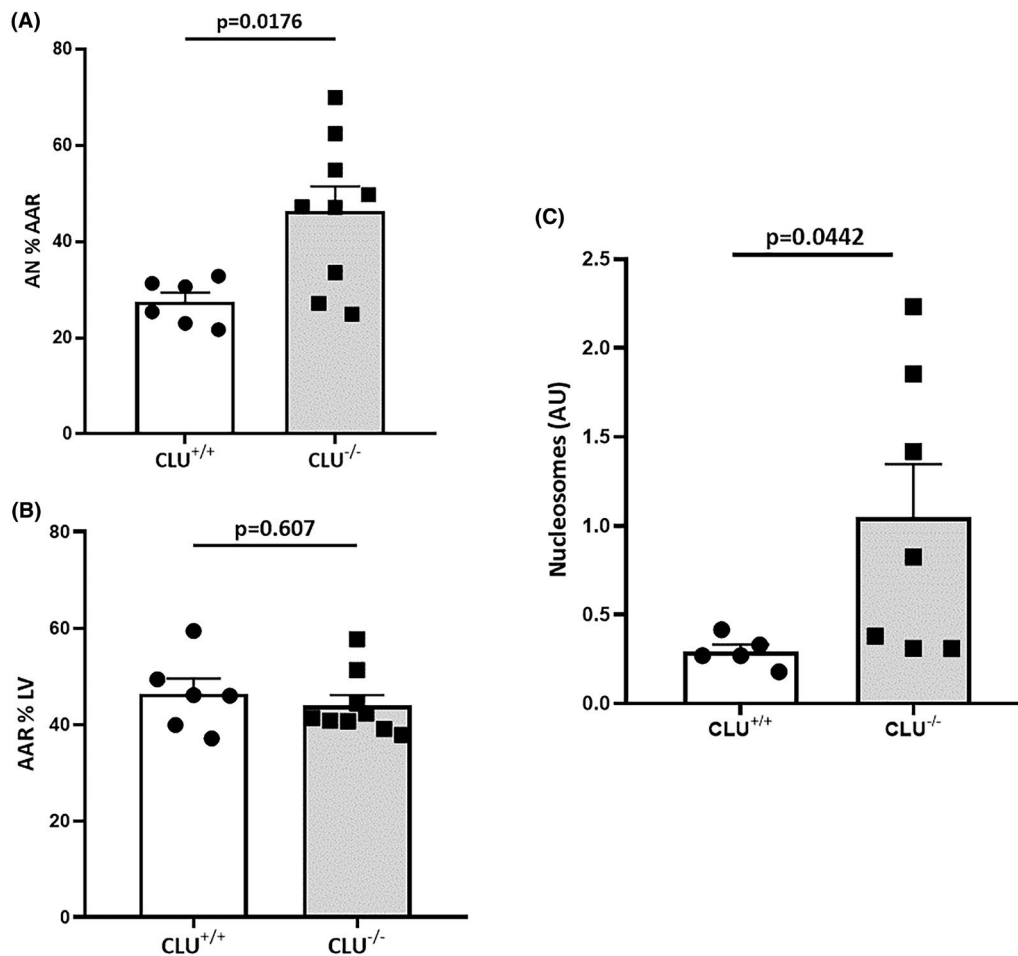 (A)
p=0.0176
AN % AAR
80
60
40
20
0
CLU+/+
CLU-/-
(B)
p=0.607
AAR % LV
80
60
40
20
0
CLU+/+
CLU-/-
(C)
p=0.0442
Nucleosomes (AU)
2.5
2.0
1.5
1.0
0.5
0.0
CLU+/+
CLU-/-